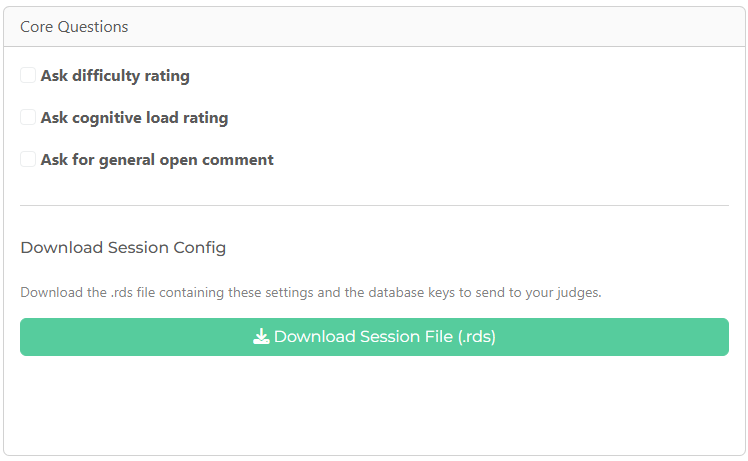 Core Questions
Ask difficulty rating
Ask cognitive load rating
Ask for general open comment
Download Session Config
Download the .rds file containing these settings and the database keys to send to your judges.
Download Session File (.rds)